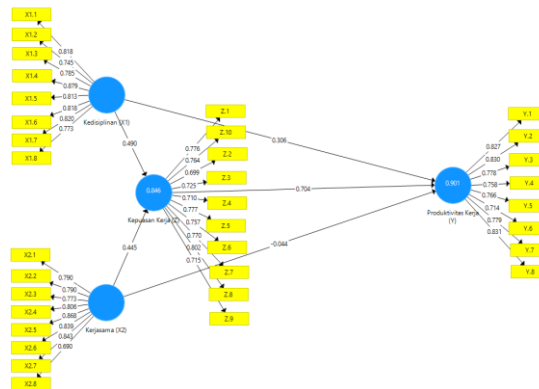 X1.1
X1.2
X1.3
X1.4
X1.5
X1.6
X1.7
X1.8
0.818
0.745
0.785
0.879
0.813
0.818
0.820
0.773
Kedisiplinan (X1)
0.490
0.306
Z.1
Z.10
Z.2
Z.3
Z.4
Z.5
Z.6
Z.7
Z.8
Z.9
0.776
0.764
0.699
0.725
0.710
0.777
0.757
0.770
0.802
0.715
0.846
Kepuasan Kerja (Z)
0.704
0.445
-0.044
Y.1
Y.2
Y.3
Y.4
Y.5
Y.6
Y.7
Y.8
0.827
0.830
0.778
0.758
0.766
0.714
0.779
0.831
0.901
Produktivites Kerja
(Y)
X2.1
X2.2
X2.3
X2.4
X2.5
X2.6
X2.7
X2.8
0.790
0.790
0.773
0.806
0.868
0.839
0.843
0.690
Kerjasama (X2)